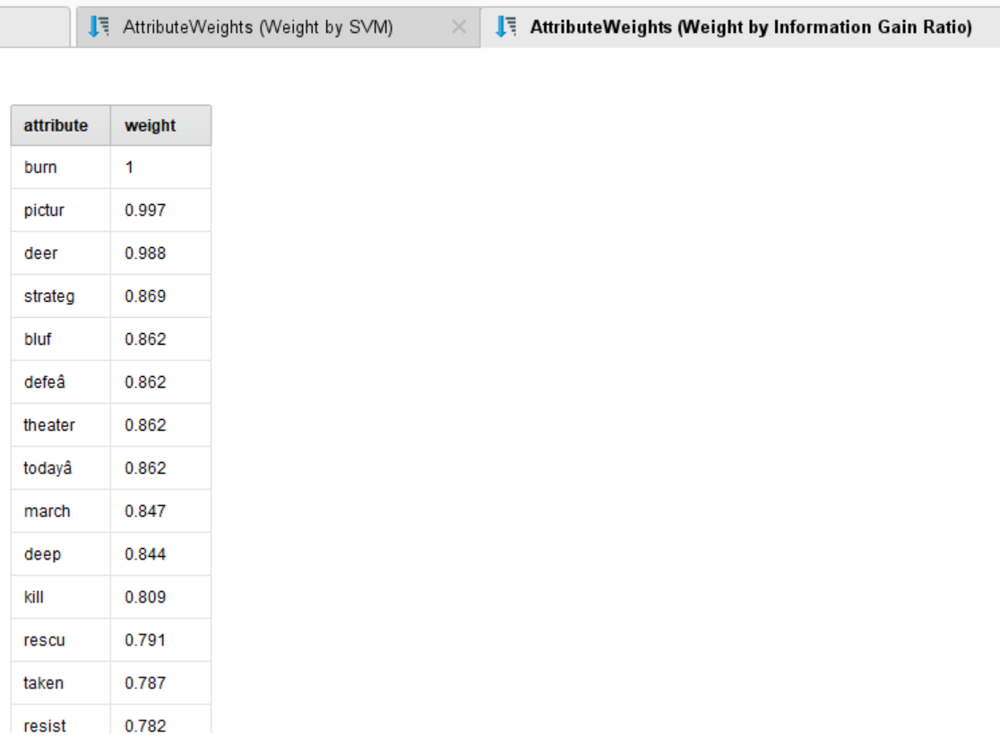 AttributeWeights (Weight by SVM) AttributeWeights (Weight by Information Gain Ratio)
attribute weight
burn 1
pictur 0.997
deer 0.988
strateg 0.869
bluf 0.862
defeâ 0.862
theater 0.862
todayâ 0.862
march 0.847
deep 0.844
kill 0.809
rescu 0.791
taken 0.787
resist 0.782